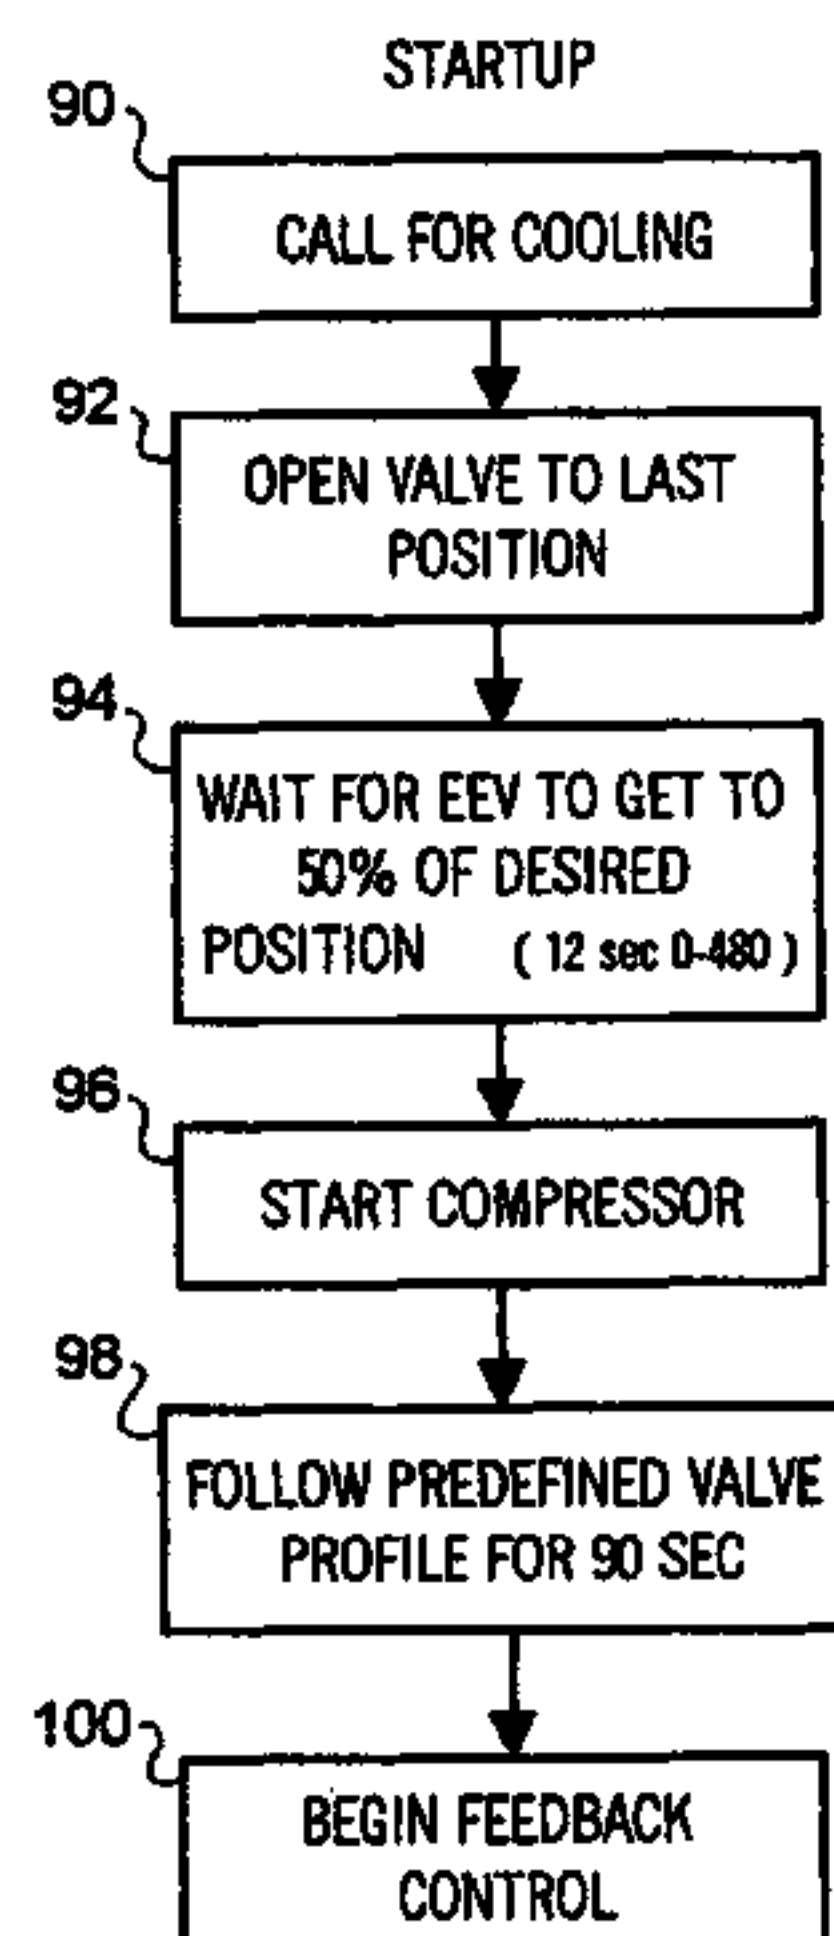 STARTUP
90
CALL FOR COOLING
92
OPEN VALVE TO LAST
POSITION
94
WAIT FOR EEV TO GET TO
50% OF DESIRED
POSITION ( 12 sec 0-480 )
96
START COMPRESSOR
98
FOLLOW PREDEFINED VALVE
PROFILE FOR 90 SEC
100
BEGIN FEEDBACK
CONTROL